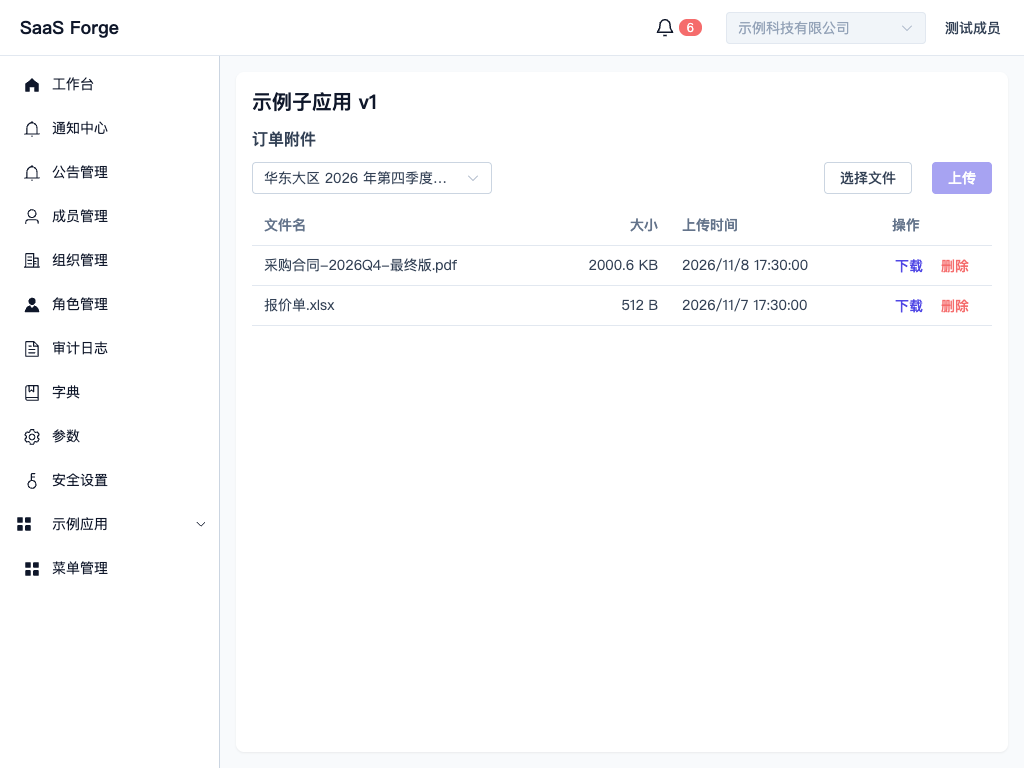 SaaS Forge
6
示例科技有限公司
测试成员
工作台
通知中心
公告管理
成员管理
组织管理
角色管理
审计日志
字典
参数
安全设置
示例应用
菜单管理
示例子应用 v1
订单附件
华东大区 2026 年第四季度...
选择文件
上传
文件名 大小 上传时间 操作
采购合同-2026Q4-最终版.pdf 2000.6 KB 2026/11/8 17:30:00 下载 删除
报价单.xlsx 512 B 2026/11/7 17:30:00 下载 删除